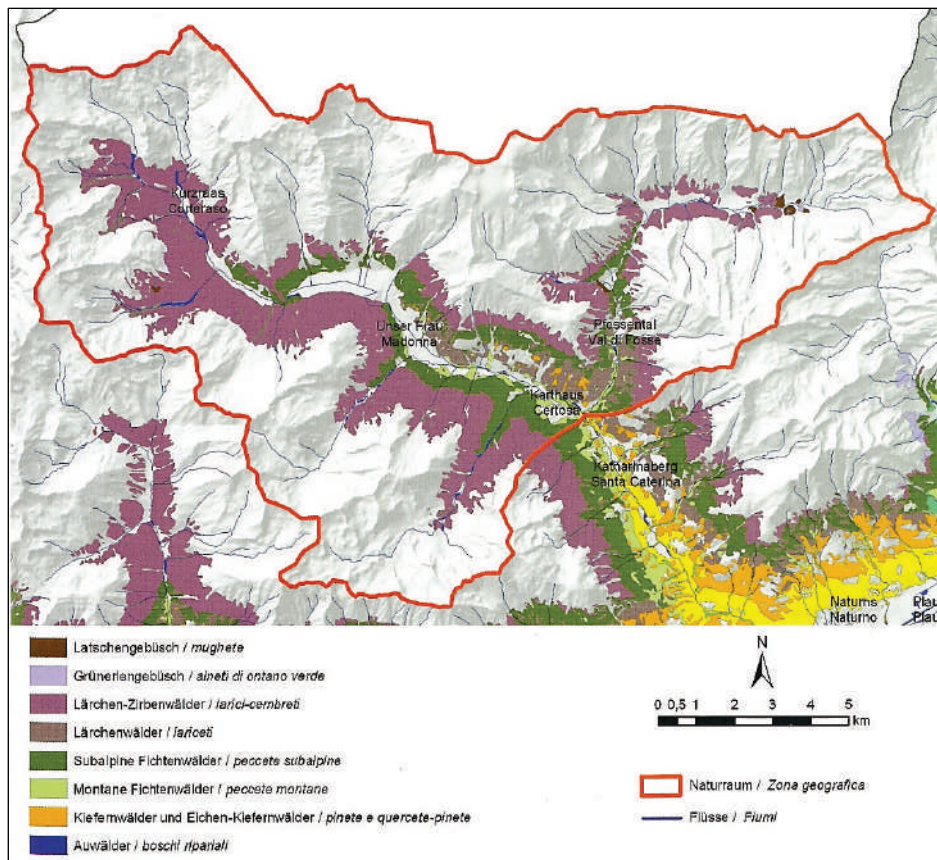 Kurzras
Corteraso
Unser Frau
Madonna
Pfossental
Val di Fosse
Karthaus
Certosa
Katharinaberg
Santa Caterina
Naturns
Naturno
Plau
Plau
Latschengebüsch / mughete
Grünerlengebüsch / alneti di ontano verde
Lärchen-Zirbenwälder / larici-cembreti
Lärchenwälder / lariceti
Subalpine Fichtenwälder / peccete subalpine
Montane Fichtenwälder / peccete montane
Kiefernwälder und Eichen-Kiefernwälder / pinete e querceto-pinete
Auwälder / boschi ripariali
N
0 0,5 1 2 3 4 5
km
Naturraum / Zona geografica
Flüsse / Fiumi